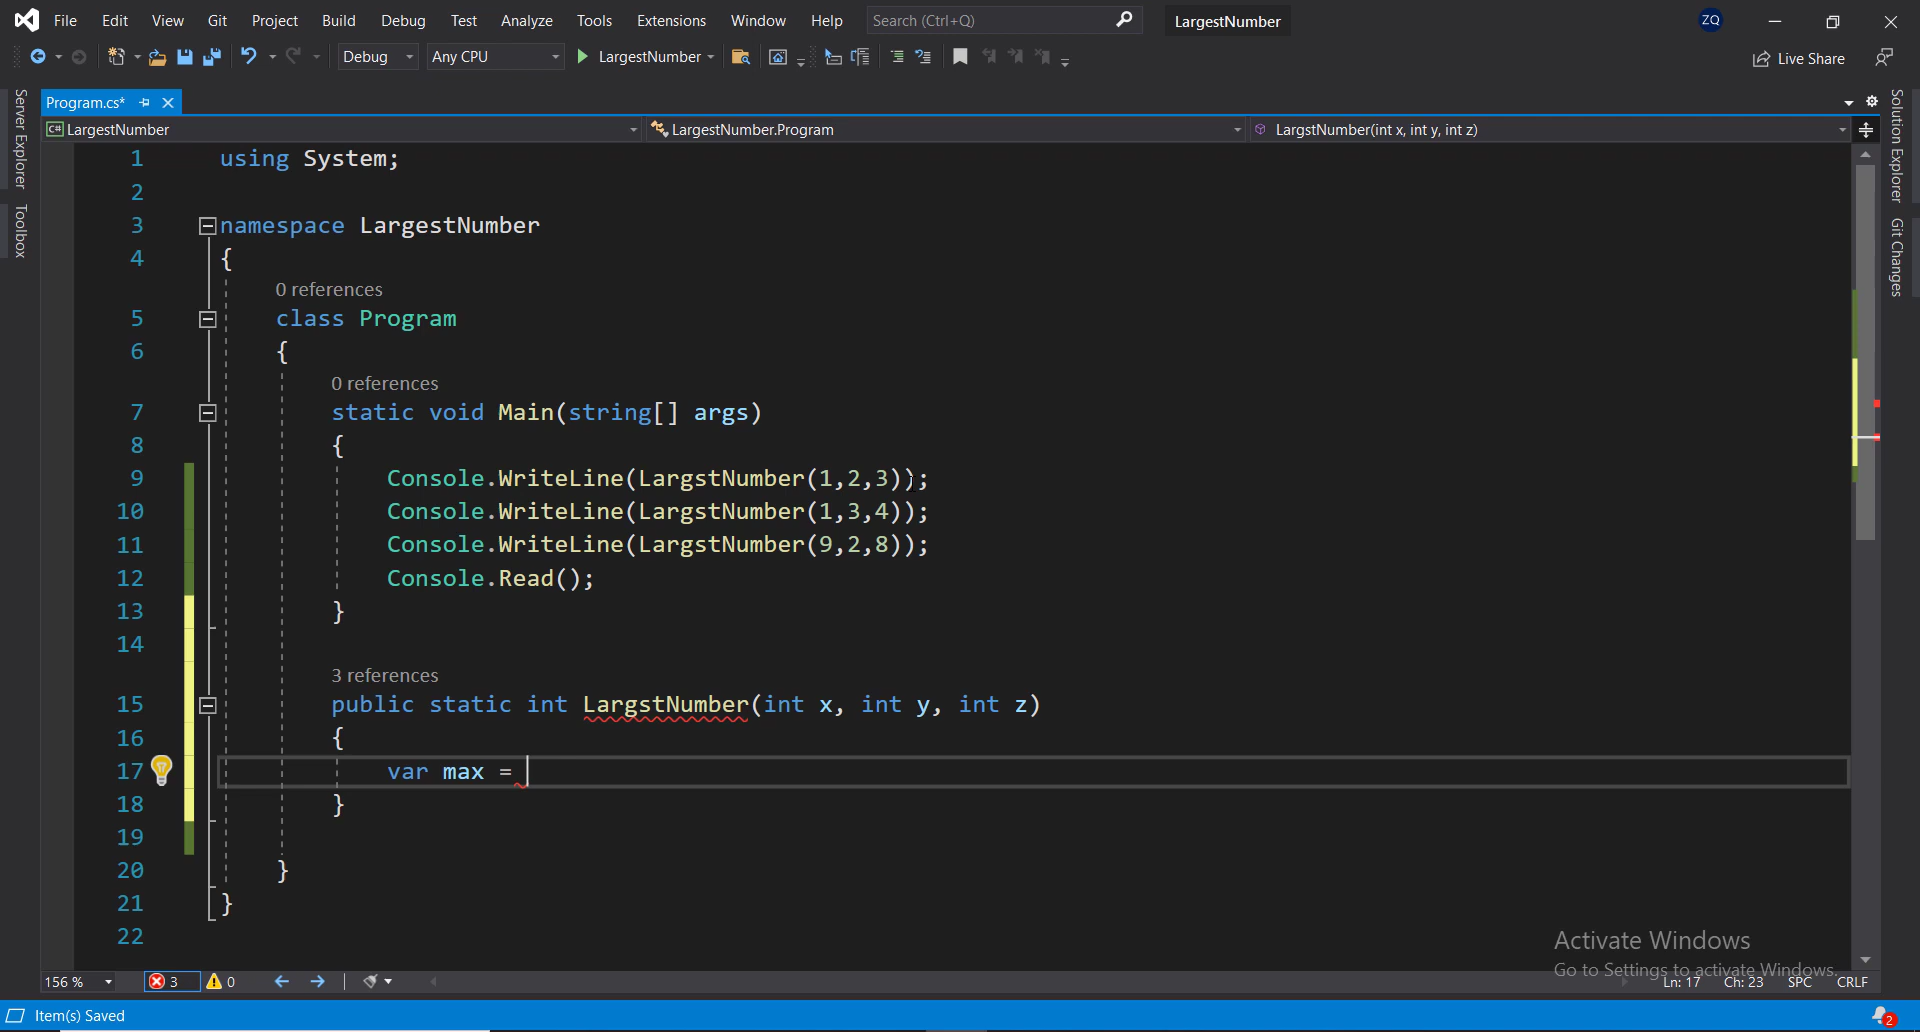 File Edit View Git Project Build Debug Test Analyze Tools Extensions Window Help Search (Ctrl+Q) LargestNumber ZQ
Debug Any CPU LargestNumber Live Share
Server Explorer
Toolbox
Program.cs*
C# LargestNumber LargestNumber.Program LargstNumber(int x, int y, int z)
1 using System;
2
3 namespace LargestNumber
4 {
0 references
5 class Program
6 {
0 references
7 static void Main(string[] args)
8 {
9 Console.WriteLine(LargstNumber(1,2,3));
10 Console.WriteLine(LargstNumber(1,3,4));
11 Console.WriteLine(LargstNumber(9,2,8));
12 Console.Read();
13 }
14
3 references
15 public static int LargstNumber(int x, int y, int z)
16 {
17 var max =
18 }
19
20 }
21 }
22
Solution Explorer
Git Changes
Activate Windows
Go to Settings to activate Windows.
156 % 3 0 Ln: 17 Ch: 23 SPC CRLF
Item(s) Saved 2